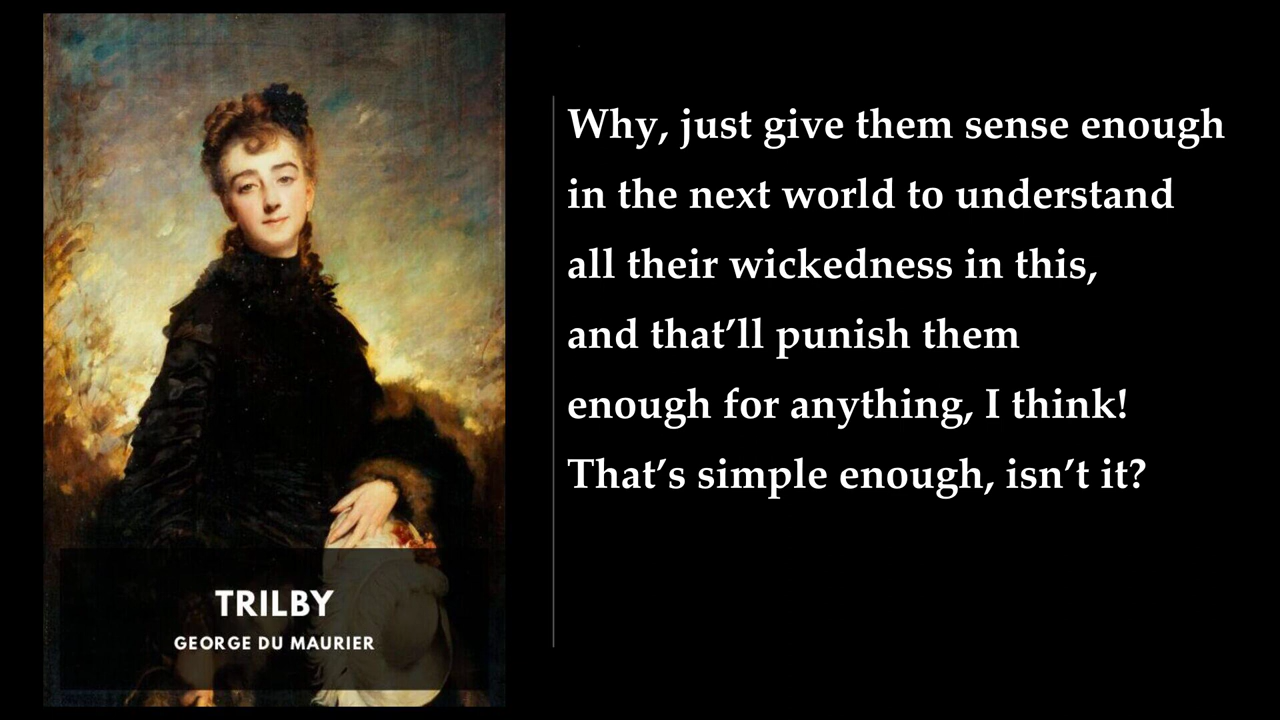 TRILBY
GEORGE DU MAURIER
Why, just give them sense enough
in the next world to understand
all their wickedness in this,
and that’ll punish them
enough for anything, I think!
That’s simple enough, isn’t it?